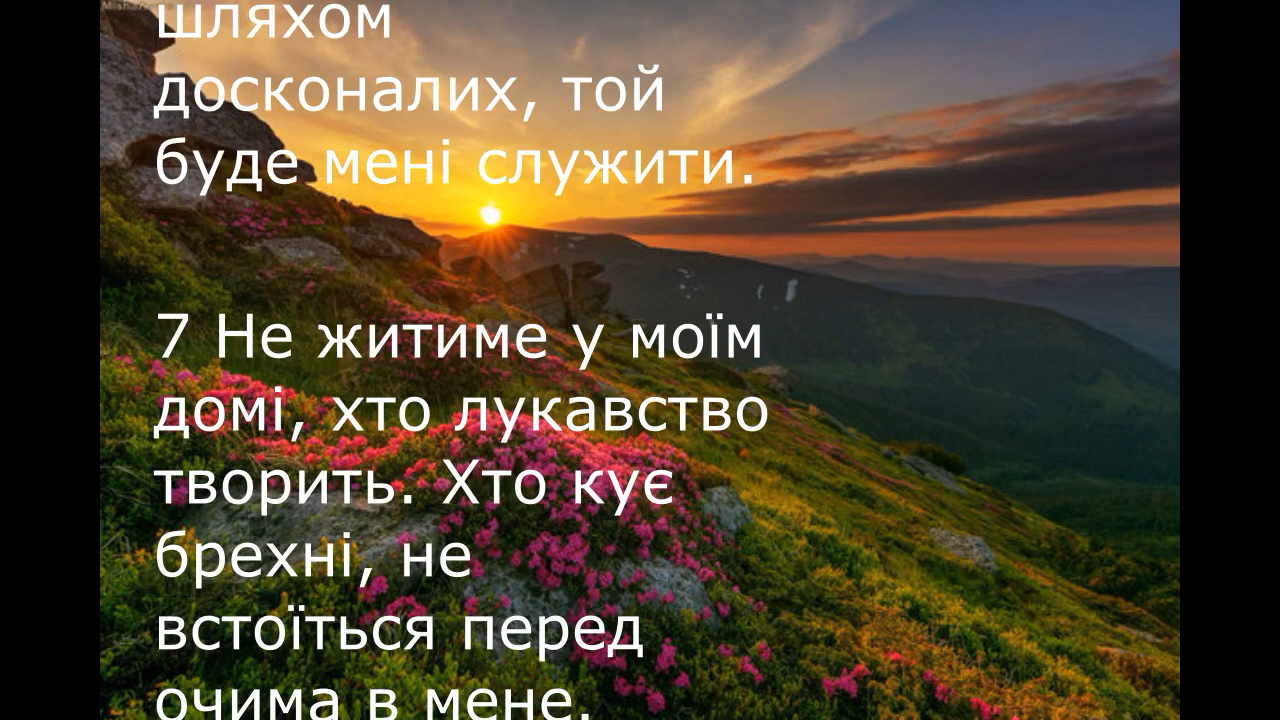 шляхом
досконалих, той
буде мені служити.
7 Не житиме у моїм
домі, хто лукавство
творить. Хто кує
брехні, не
встоїться перед
очима в мене.